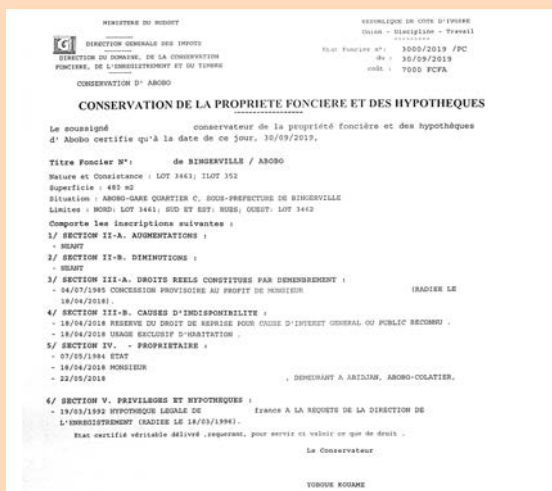 MINISTERE DU BUDGET
REPUBLIQUE DE COTE D'IVOIRE
Union - Discipline - Travail
DIRECTION GENERALE DES IMPOTS
DIRECTION DU DOMAINE, DE LA CONSERVATION
FONCIERE, DE L'ENREGISTREMENT ET DU TIMBRE
Etat Foncier N°: 3000/2019 /PC
du : 30/09/2019
coût : 7000 FCFA
CONSERVATION D' ABOBO
CONSERVATION DE LA PROPRIETE FONCIERE ET DES HYPOTHEQUES
Le soussigné conservateur de la propriété foncière et des hypothèques
d' Abobo certifie qu'à la date de ce jour, 30/09/2019,
Titre Foncier N°: de BINGERVILLE / ABOBO
Nature et Consistance : LOT 3461; ILOT 352
Superficie : 485 m2
Situation : ABOBO-GARE QUARTIER C, SOUS-PREFECTURE DE BINGERVILLE
Limites : NORD: LOT 3461; SUD ET EST: RUES; OUEST: LOT 3462
Comporte les inscriptions suivantes :
1/ SECTION II-A. AUGMENTATIONS :
- NEANT
2/ SECTION II-B. DIMINUTIONS :
- NEANT
3/ SECTION III-A. DROITS REELS CONSTITUES PAR DEMENBREMENT :
- 04/07/1985 CONCESSION PROVISOIRE AU PROFIT DE MONSIEUR (RADIEE LE
18/04/2018).
4/ SECTION III-B. CAUSES D'INDISPONIBILITE :
- 18/04/2018 RESERVE DU DROIT DE REPRISE POUR CAUSE D'INTERET GENERAL OU PUBLIC RECONNU .
- 18/04/2018 USAGE EXCLUSIF D'HABITATION .
5/ SECTION IV. - PROPRIETAIRE :
- 07/05/1984 ETAT
- 18/04/2018 MONSIEUR
- 22/05/2018 , DEMEURANT A ABIDJAN, ABOBO-COLATIER,
6/ SECTION V. PRIVILEGES ET HYPOTHEQUES :
- 19/03/1992 HYPOTHEQUE LEGALE DE francs A LA REQUETE DE LA DIRECTION DE
L'ENREGISTREMENT (RADIEE LE 18/03/1996).
Etat certifié véritable délivré ,requerant, pour servir et valoir ce que de droit .
Le Conservateur
YOBOUE KOUAME